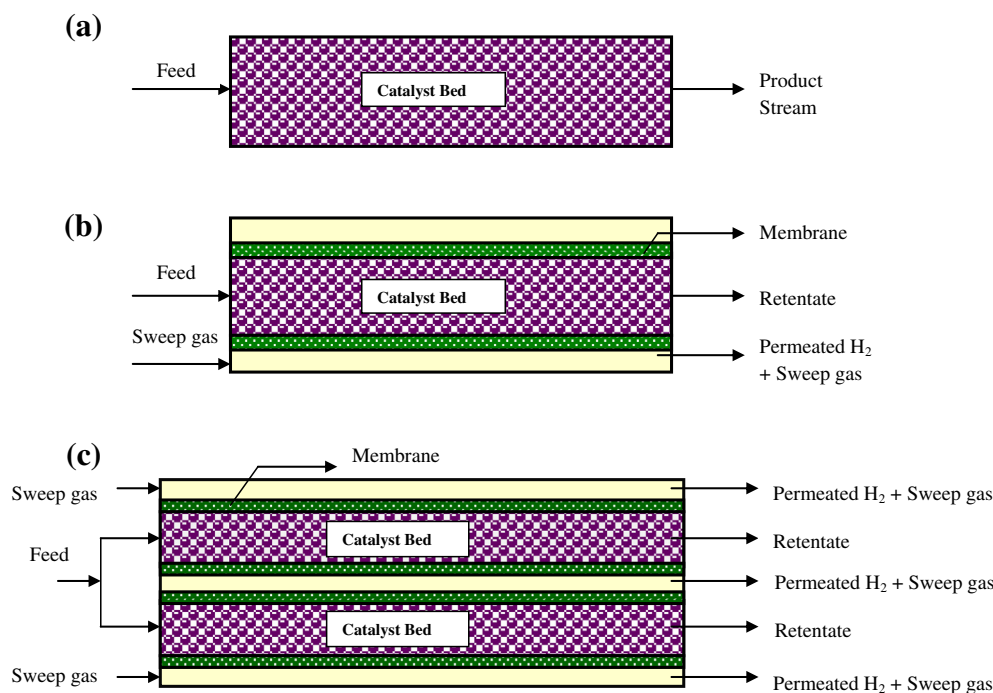 (a)
Feed
Catalyst Bed
Product
Stream
(b)
Membrane
Feed
Catalyst Bed
Retentate
Sweep gas
Permeated H₂
+ Sweep gas
(c)
Membrane
Sweep gas
Permeated H₂ + Sweep gas
Catalyst Bed
Retentate
Feed
Permeated H₂ + Sweep gas
Catalyst Bed
Retentate
Sweep gas
Permeated H₂ + Sweep gas